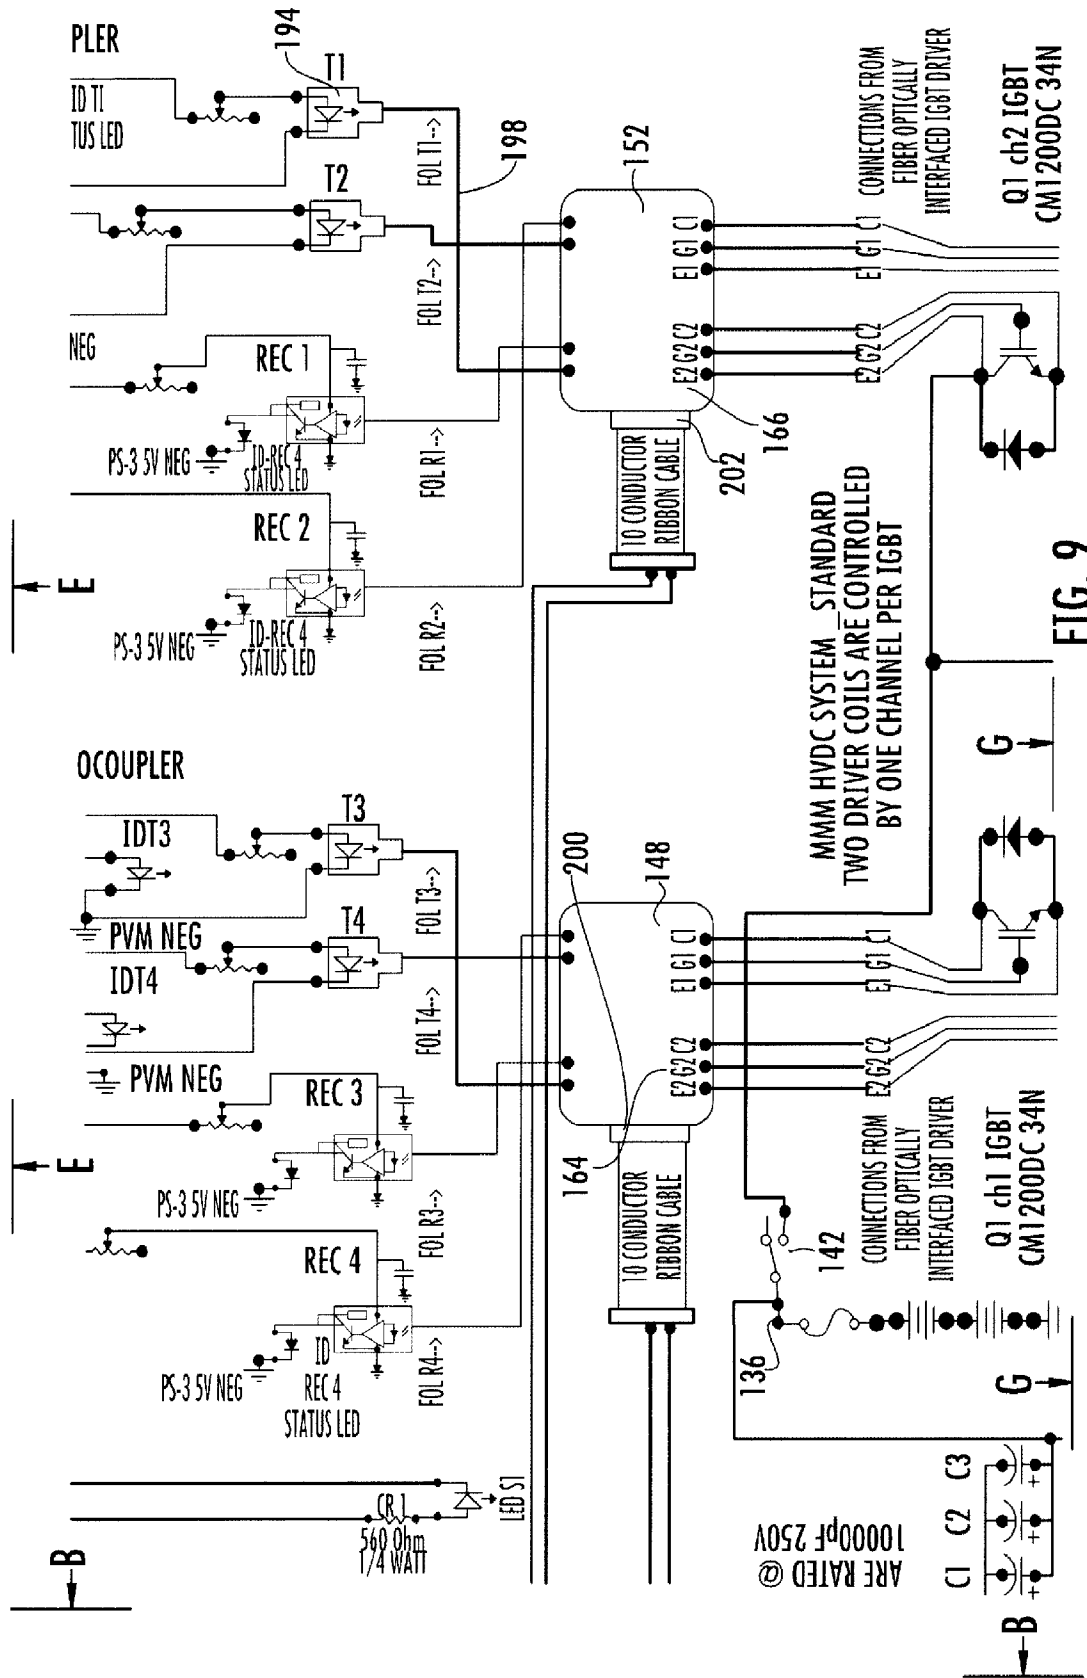 PLER
194
ID TI
TUS LED
T1
T2
NEG
REC 1
FOL T1-->
198
FOL T2-->
PS-3 5V NEG
ID-REC 4
STATUS LED
FOL R1-->
E
REC 2
PS-3 5V NEG
ID-REC 4
STATUS LED
FOL R2-->
152
E2 G2 C2
E1 G1 C1
166
202
10 CONDUCTOR
RIBBON CABLE
E2 G2 C2
E1 G1 C1
CONNECTIONS FROM
FIBER OPTICALLY
INTERFACED IGBT DRIVER
Q1 ch2 IGBT
CM1200DC 34N
MMM HVDC SYSTEM_STANDARD
TWO DRIVER COILS ARE CONTROLLED
BY ONE CHANNEL PER IGBT
FIG. 9
OCOUPLER
IDT3
T3
PVM NEG
IDT4
T4
PVM NEG
FOL T3-->
FOL T4-->
200
E
REC 3
PS-3 5V NEG
FOL R3-->
REC 4
PS-3 5V NEG
ID
REC 4
STATUS LED
FOL R4-->
148
E2 G2 C2
E1 G1 C1
164
10 CONDUCTOR
RIBBON CABLE
E2 G2 C2
E1 G1 C1
G
142
CONNECTIONS FROM
FIBER OPTICALLY
INTERFACED IGBT DRIVER
Q1 ch1 IGBT
CM1200DC 34N
136
G
B
CR 1
560 Ohm
1/4 WATT
LED S1
ARE RATED @
10000pF 250V
C1
C2
C3
+
+
+
B